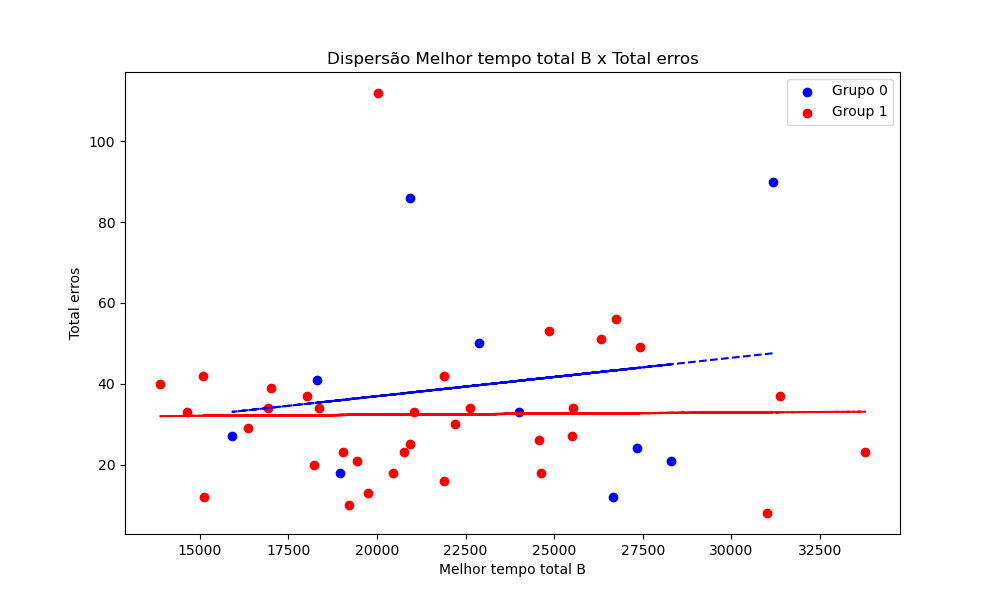 Dispersão Melhor tempo total B x Total erros
Grupo 0
Group 1
Total erros
100
80
60
40
20
15000 17500 20000 22500 25000 27500 30000 32500
Melhor tempo total B